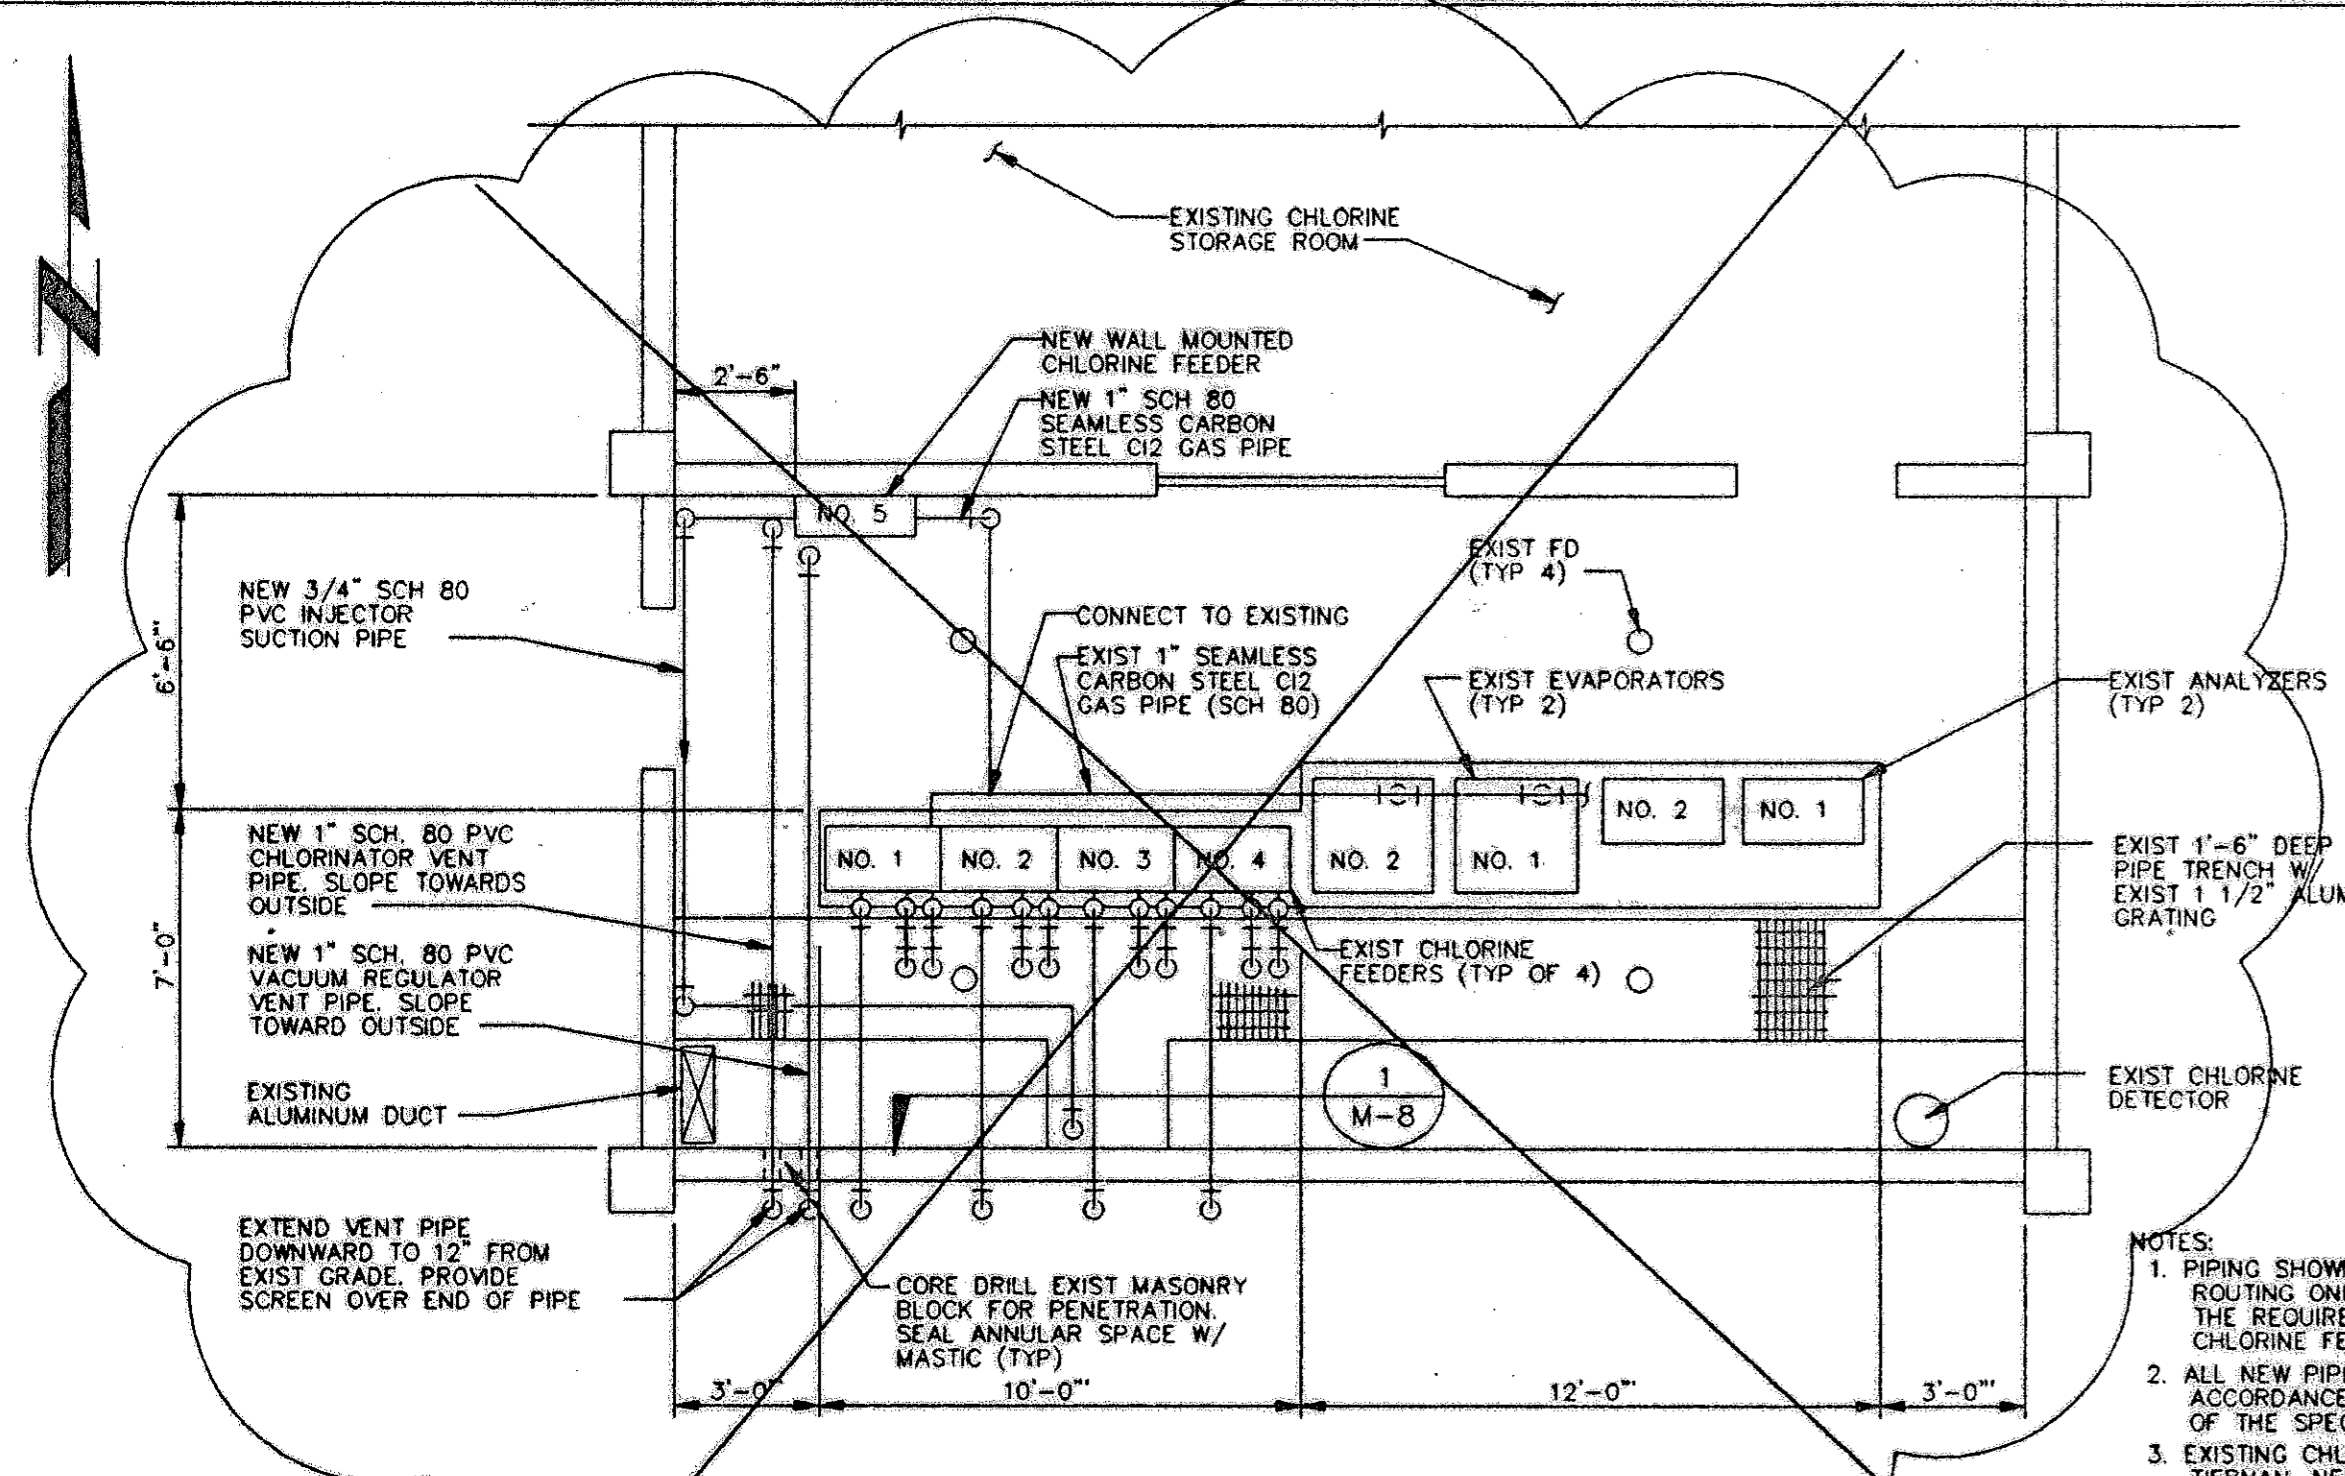 EXISTING CHLORINE
STORAGE ROOM
NEW WALL MOUNTED
CHLORINE FEEDER
2'-6"
NEW 1" SCH 80
SEAMLESS CARBON
STEEL Cl2 GAS PIPE
NO. 5
EXIST FD
(TYP 4)
NEW 3/4" SCH 80
PVC INJECTOR
SUCTION PIPE
6'-6"'
CONNECT TO EXISTING
EXIST 1" SEAMLESS
CARBON STEEL Cl2
GAS PIPE (SCH 80)
EXIST EVAPORATORS
(TYP 2)
EXIST ANALYZERS
(TYP 2)
NO. 2
NO. 1
NEW 1" SCH. 80 PVC
CHLORINATOR VENT
PIPE. SLOPE TOWARDS
OUTSIDE
NO. 1
NO. 2
NO. 3
NO. 4
NO. 2
NO. 1
EXIST 1'-6" DEEP
PIPE TRENCH W/
EXIST 1 1/2" ALUM
GRATING
7'-0"
NEW 1" SCH. 80 PVC
VACUUM REGULATOR
VENT PIPE. SLOPE
TOWARD OUTSIDE
EXIST CHLORINE
FEEDERS (TYP OF 4)
EXISTING
ALUMINUM DUCT
1
M-8
EXIST CHLORINE
DETECTOR
EXTEND VENT PIPE
DOWNWARD TO 12" FROM
EXIST GRADE. PROVIDE
SCREEN OVER END OF PIPE
CORE DRILL EXIST MASONRY
BLOCK FOR PENETRATION.
SEAL ANNULAR SPACE W/
MASTIC (TYP)
3'-0"'
10'-0"'
12'-0"'
3'-0"'
NOTES:
1. PIPING SHOWN
ROUTING ON
THE REQUIRE
CHLORINE FE
2. ALL NEW PIP
ACCORDANCE
OF THE SPEC
3. EXISTING CHL